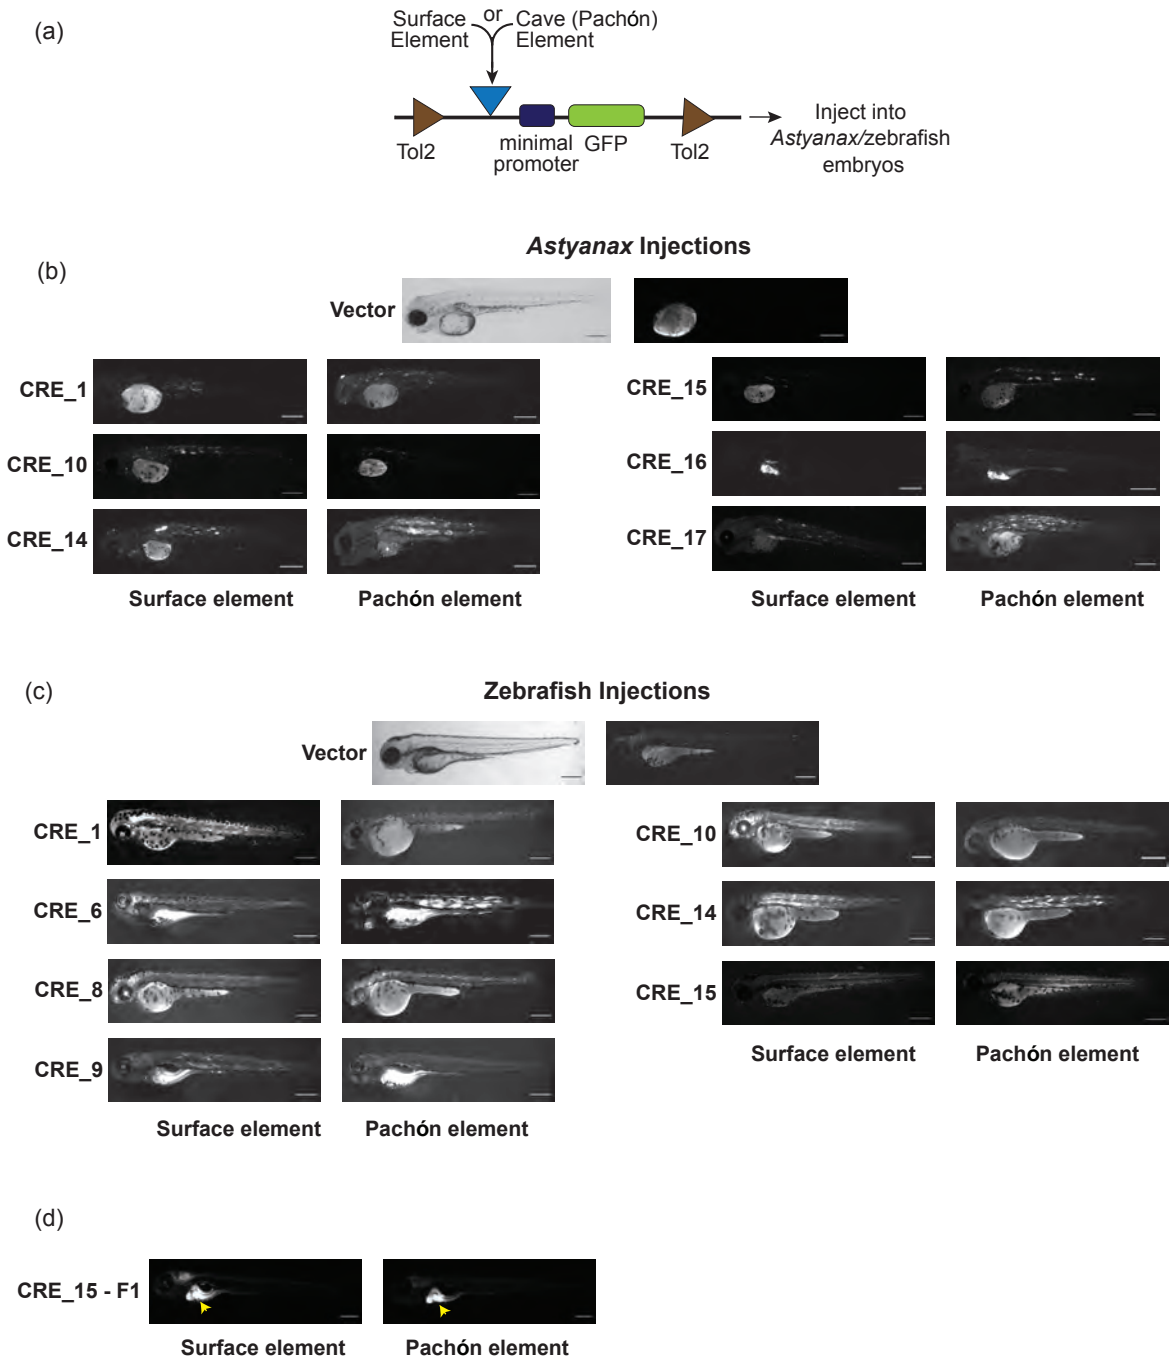 (a)
Surface or Cave (Pachón)
Element Element
Tol2
minimal
promoter
GFP
Tol2
Inject into
Astyanax/zebrafish
embryos
(b)
Astyanax Injections
Vector
CRE_1
CRE_10
CRE_14
Surface element
Pachón element
CRE_15
CRE_16
CRE_17
Surface element
Pachón element
(c)
Zebrafish Injections
Vector
CRE_1
CRE_6
CRE_8
CRE_9
Surface element
Pachón element
CRE_10
CRE_14
CRE_15
Surface element
Pachón element
(d)
CRE_15 - F1
Surface element
Pachón element